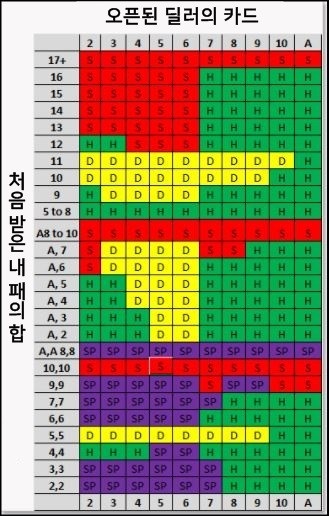 오픈된 딜러의 카드
2 3 4 5 6 7 8 9 10 A
17+ S S S S S S S S S S
16 S S S S S H H H H H
15 S S S S S H H H H H
14 S S S S S H H H H H
13 S S S S S H H H H H
12 H H S S S H H H H H
11 D D D D D D D D D H
10 D D D D D D D D H H
9 H D D D D H H H H H
5 to 8 H H H H H H H H H H
A8 to 10 S S S S S S S S S S
A, 7 S D D D D S S H H H
A,6 S D D D D H H H H H
A, 5 H H D D D H H H H H
A, 4 H H D D D H H H H H
A, 3 H H H D D H H H H H
A, 2 H H H D D H H H H H
A,A 8,8 SP SP SP SP SP SP SP SP SP SP
10,10 S S S S S S S S S S
9,9 SP SP SP SP SP S SP SP S S
7,7 SP SP SP SP SP SP H H H H
6,6 SP SP SP SP SP H H H H H
5,5 D D D D D D D D H H
4,4 H H H SP SP H H H H H
3,3 SP SP SP SP SP SP H H H H
2,2 SP SP SP SP SP SP H H H H
2 3 4 5 6 7 8 9 10 A
처음 받은 내 패의 합